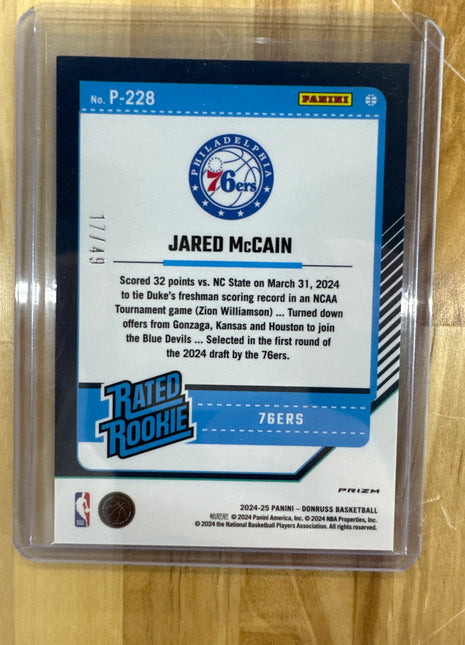 No. P-228
PANINI
PHILADELPHIA
76ers
17/49
JARED McCAIN
Scored 32 points vs. NC State on March 31, 2024
to tie Duke's freshman scoring record in an NCAA
Tournament game (Zion Williamson) ... Turned down
offers from Gonzaga, Kansas and Houston to join
the Blue Devils ... Selected in the first round of
the 2024 draft by the 76ers.
RATED
ROOKIE
76ERS
PRIZM
2024-25 PANINI – DONRUSS BASKETBALL
帕尼尼 © 2024 Panini America, Inc. © 2024 NBA Properties, Inc.
© 2024 the National Basketball Players Association. All rights reserved.
NBA